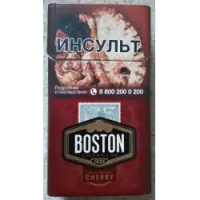 ИНСУЛЬТ
Подробнее
о последствиях
8 800 200 0 200
BOSTON
CHERRY